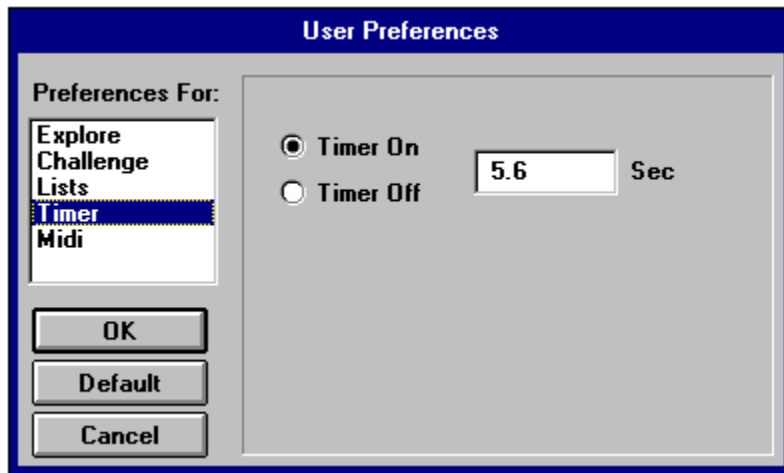 User Preferences
Preferences For:
Explore
Challenge
Lists
Timer
Midi
OK
Default
Cancel
Timer On
Timer Off
5.6 Sec